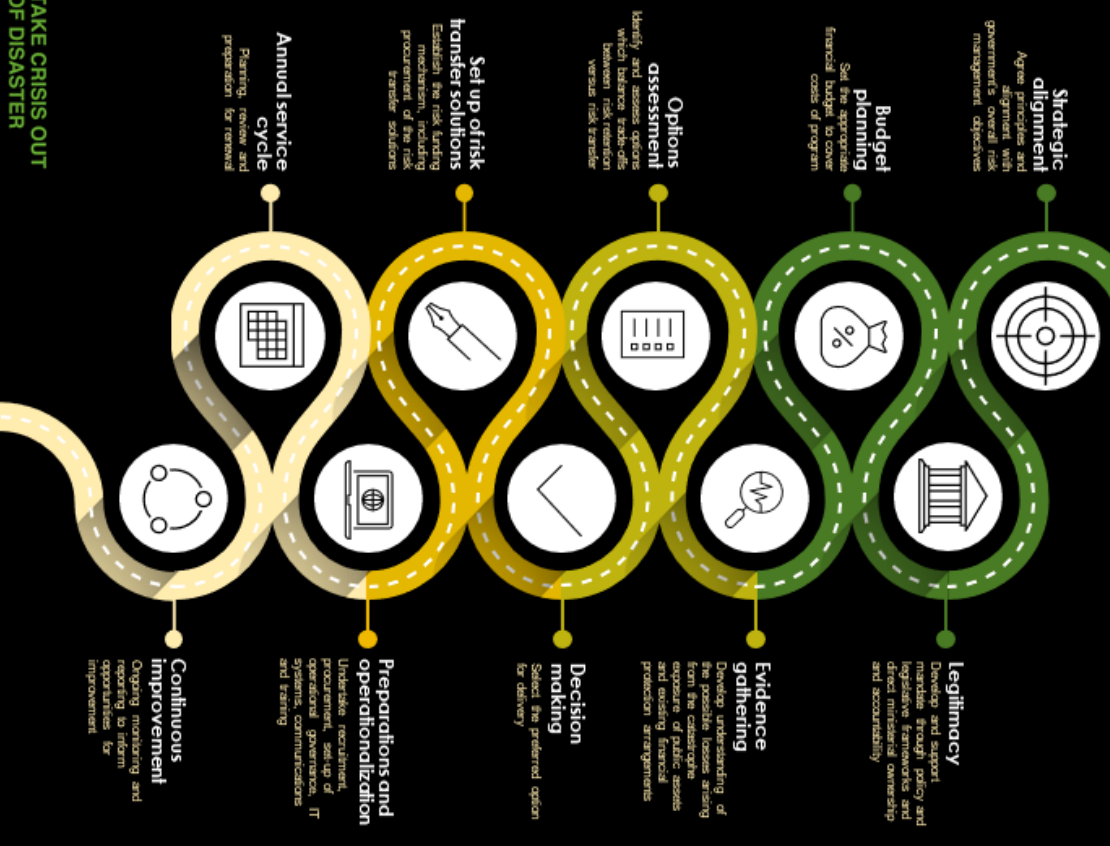 Strategic
alignment
Agree principles and
alignment with
government's overall risk
management objectives
Legitimacy
Develop and support
mandate through policy and
legislative frameworks and
direct ministerial ownership
and accountability
Budget
planning
Set the appropriate
financial budget to cover
costs of program
Evidence
gathering
Develop understanding of
the possible losses arising
from the catastrophe
exposure of public assets
and existing financial
protection arrangements
Options
assessment
Identify and assess options
which balance trade-offs
between risk retention
versus risk transfer
Decision
making
Select the preferred option
for delivery
Set up of risk
transfer solutions
Establish the risk funding
mechanism, including
procurement of the risk
transfer solutions
Preparations and
operationalization
Undertake recruitment,
procurement, set-up of
operational governance, IT
systems, communications
and training
Annual service
cycle
Planning, review and
preparation for renewal
Continuous
improvement
Ongoing monitoring and
reporting to inform
opportunities for
improvement
TAKE CRISIS OUT
OF DISASTER